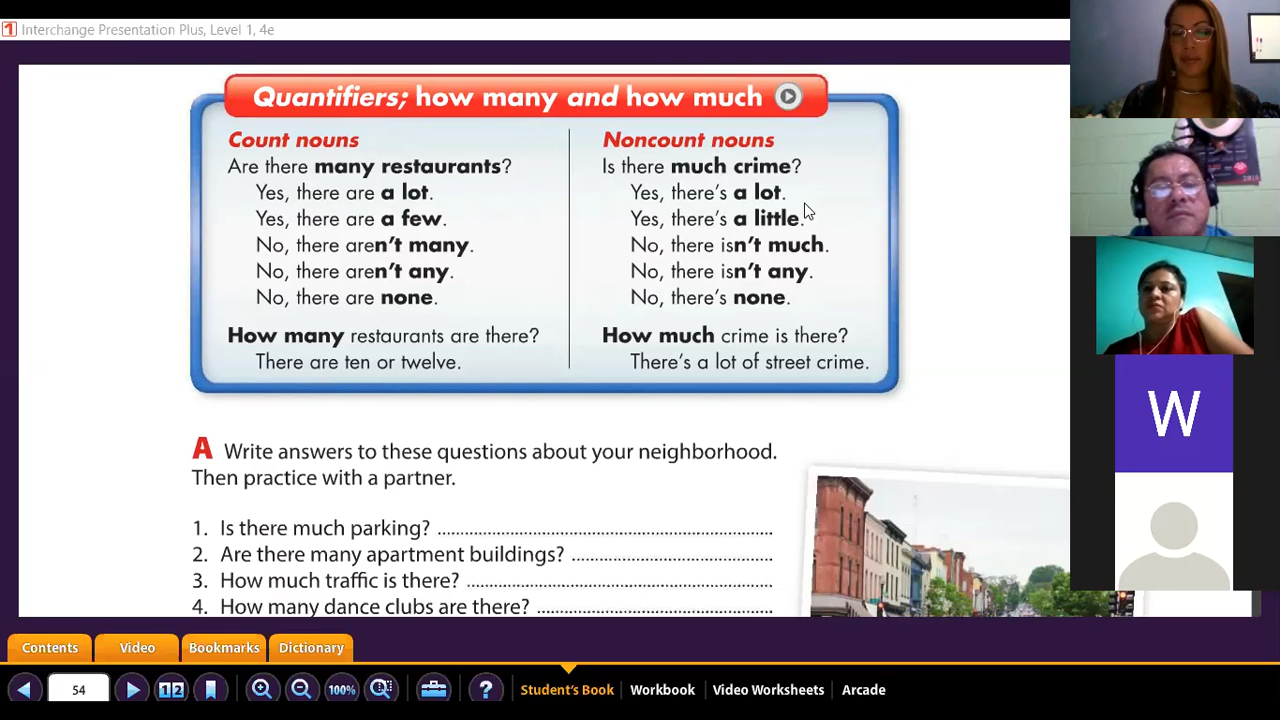 Interchange Presentation Plus, Level 1, 4e
Quantifiers; how many and how much
Count nouns
Are there many restaurants?
Yes, there are a lot.
Yes, there are a few.
No, there aren't many.
No, there aren't any.
No, there are none.
How many restaurants are there?
There are ten or twelve.
Noncount nouns
Is there much crime?
Yes, there's a lot.
Yes, there's a little.
No, there isn't much.
No, there isn't any.
No, there's none.
How much crime is there?
There's a lot of street crime.
A Write answers to these questions about your neighborhood.
Then practice with a partner.
1. Is there much parking? ................................................
2. Are there many apartment buildings? ................................................
3. How much traffic is there? ................................................
4. How many dance clubs are there? ................................................
W
Contents Video Bookmarks Dictionary
54 1 2 100% ? Student's Book Workbook Video Worksheets Arcade